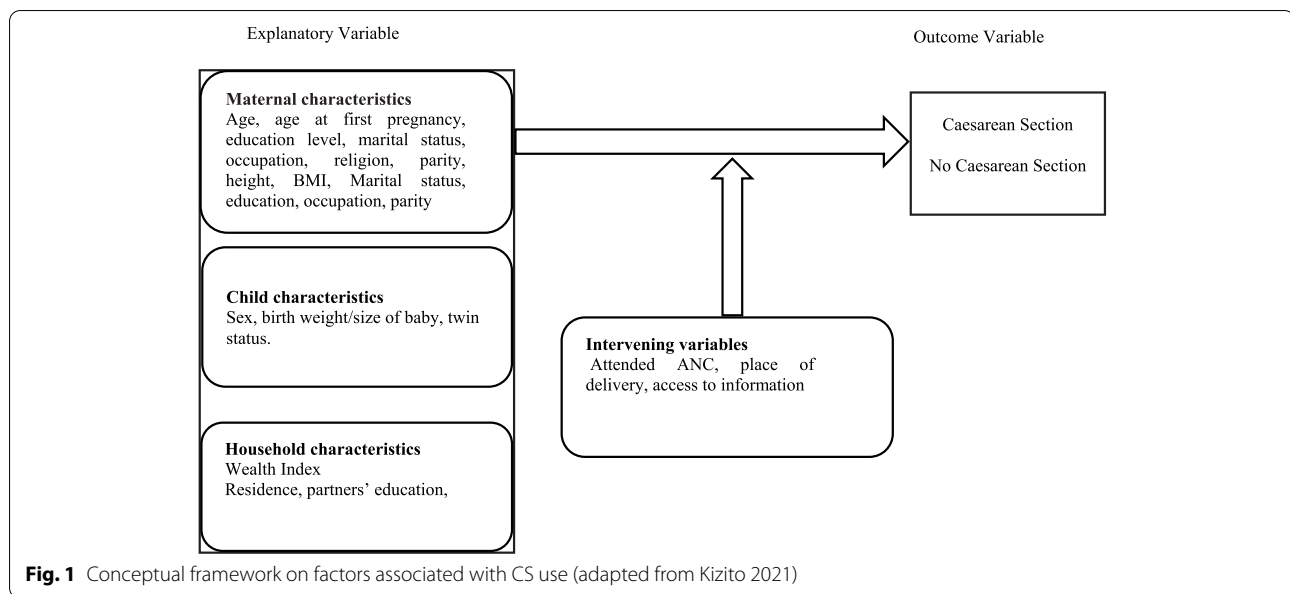 Explanatory Variable
Outcome Variable
Maternal characteristics
Age, age at first pregnancy,
education level, marital status,
occupation, religion, parity,
height, BMI, Marital status,
education, occupation, parity
Caesarean Section
No Caesarean Section
Child characteristics
Sex, birth weight/size of baby, twin
status.
Intervening variables
Attended ANC, place of
delivery, access to information
Household characteristics
Wealth Index
Residence, partners’ education,
Fig. 1 Conceptual framework on factors associated with CS use (adapted from Kizito 2021)